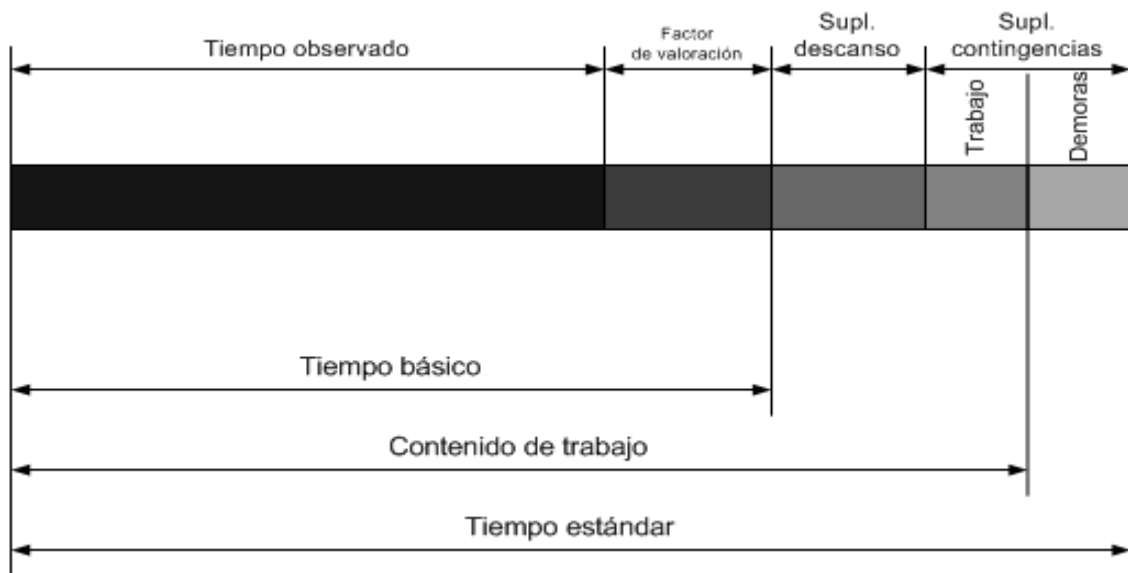 Tiempo observado
Factor
de valoración
Supl.
descanso
Supl.
contingencias
Trabajo
Demoras
Tiempo básico
Contenido de trabajo
Tiempo estándar